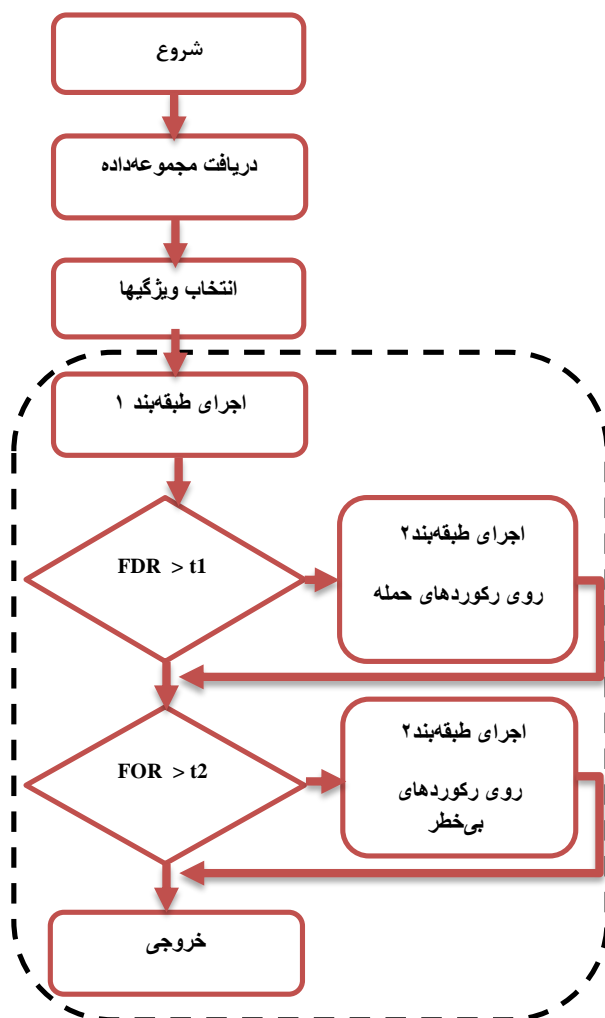 شروع
دریافت مجموعه‌داده
انتخاب ویژگیها
اجرای طبقه‌بند ۱
FDR > t1
اجرای طبقه‌بند۲
روی رکوردهای حمله
FOR > t2
اجرای طبقه‌بند۲
روی رکوردهای
بی‌خطر
خروجی